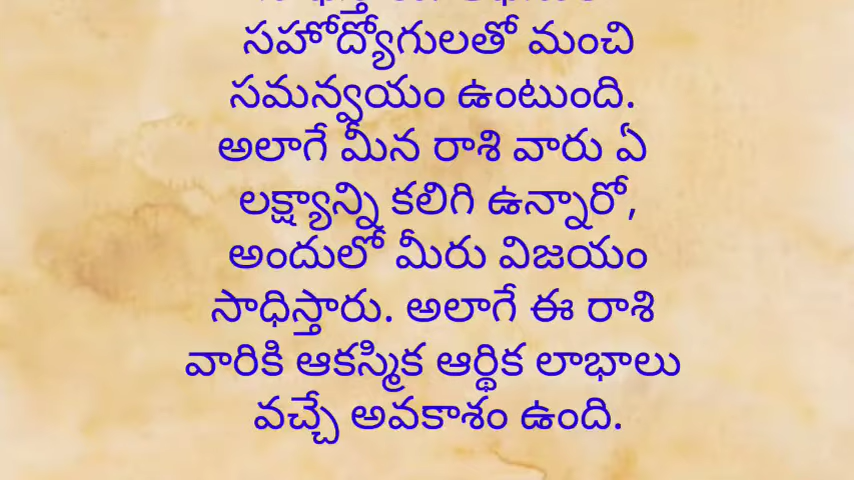 సహోద్యోగులతో మంచి
సమన్వయం ఉంటుంది.
అలాగే మీన రాశి వారు ఏ
లక్ష్యాన్ని కలిగి ఉన్నారో,
అందులో మీరు విజయం
సాధిస్తారు. అలాగే ఈ రాశి
వారికి ఆకస్మిక ఆర్థిక లాభాలు
వచ్చే అవకాశం ఉంది.